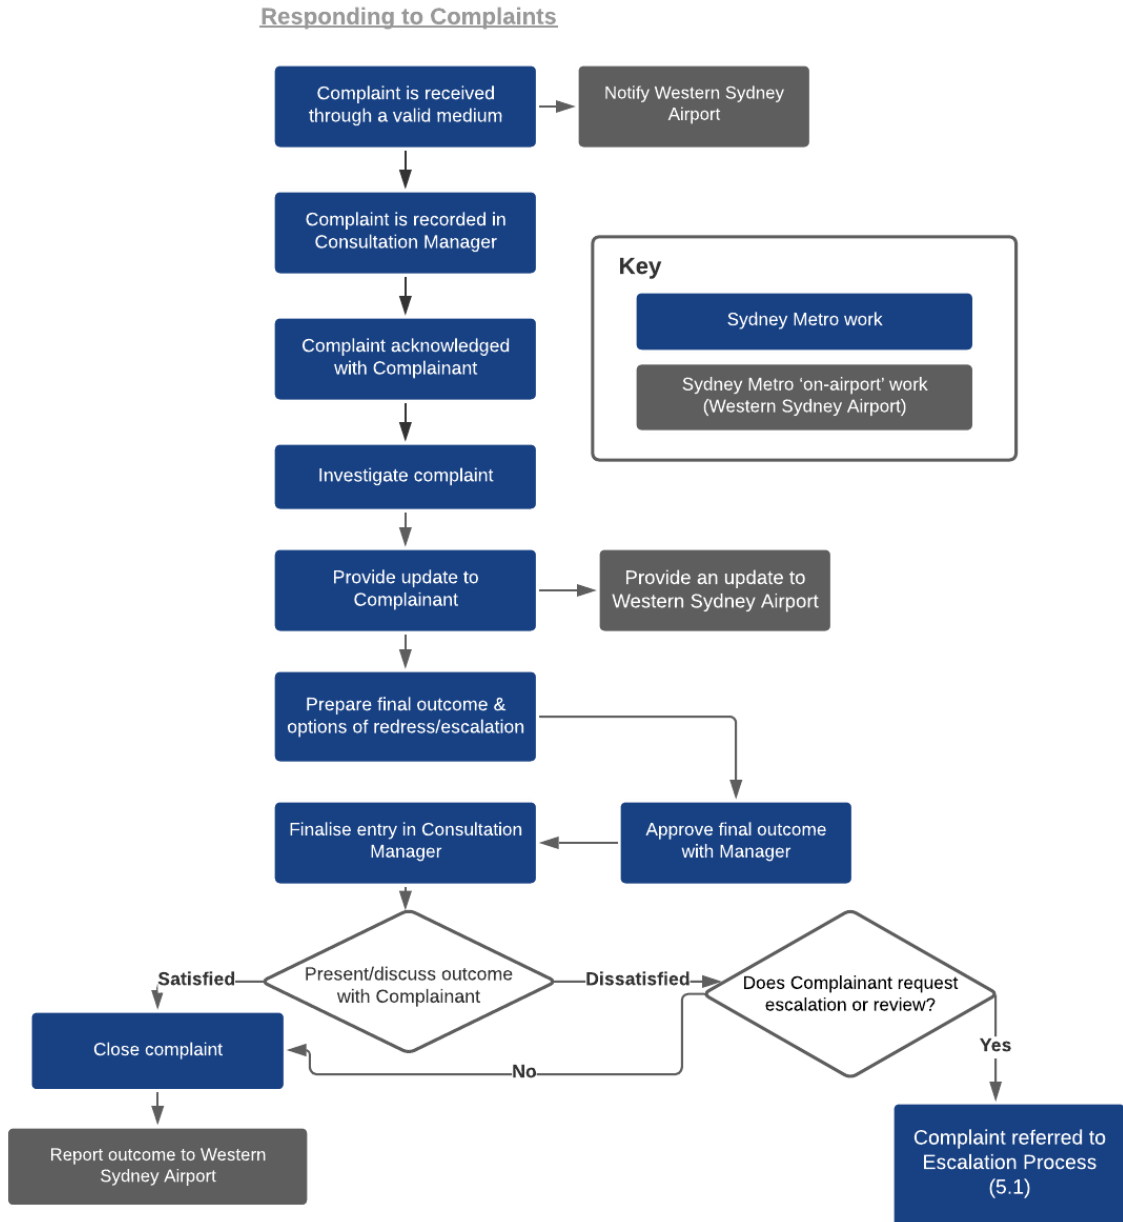 Responding to Complaints
Complaint is received
through a valid medium
Notify Western Sydney
Airport
Complaint is recorded in
Consultation Manager
Key
Sydney Metro work
Complaint acknowledged
with Complainant
Sydney Metro ‘on-airport’ work
(Western Sydney Airport)
Investigate complaint
Provide update to
Complainant
Provide an update to
Western Sydney Airport
Prepare final outcome &
options of redress/escalation
Finalise entry in Consultation
Manager
Approve final outcome
with Manager
Satisfied
Present/discuss outcome
with Complainant
Dissatisfied
Does Complainant request
escalation or review?
Close complaint
No
Yes
Report outcome to Western
Sydney Airport
Complaint referred to
Escalation Process
(5.1)